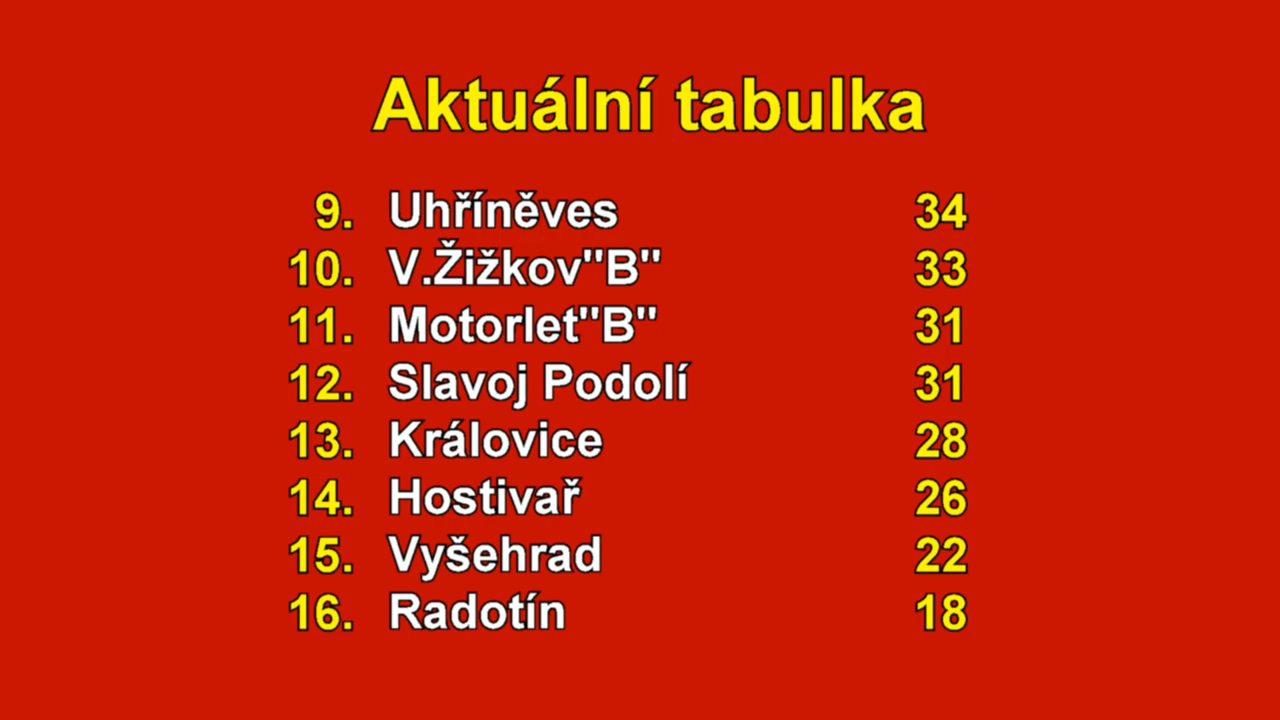 Aktuální tabulka
9. Uhříněves 34
10. V.Žižkov"B" 33
11. Motorlet"B" 31
12. Slavoj Podolí 31
13. Královice 28
14. Hostivař 26
15. Vyšehrad 22
16. Radotín 18